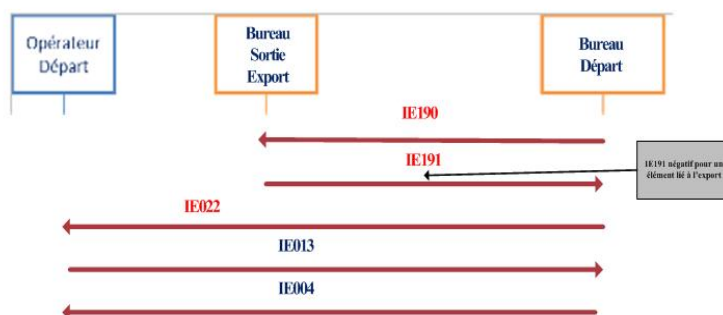 Opérateur
Départ
Bureau
Sortie
Export
Bureau
Départ
IE190
IE191
IE191 négatif pour un
élément lié à l'export
IE022
IE013
IE004